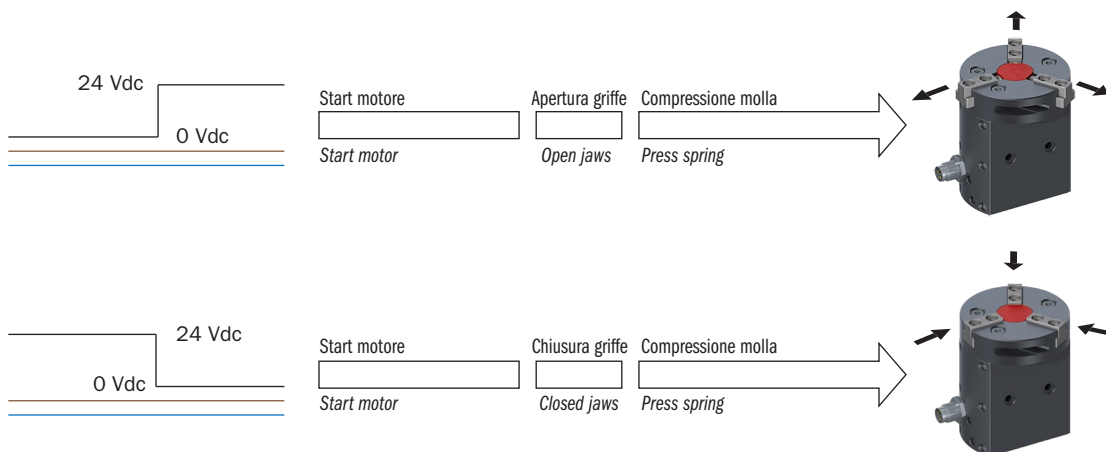 24 Vdc
0 Vdc
Start motore
Apertura griffe
Compressione molla
Start motor
Open jaws
Press spring
24 Vdc
0 Vdc
Start motore
Chiusura griffe
Compressione molla
Start motor
Closed jaws
Press spring